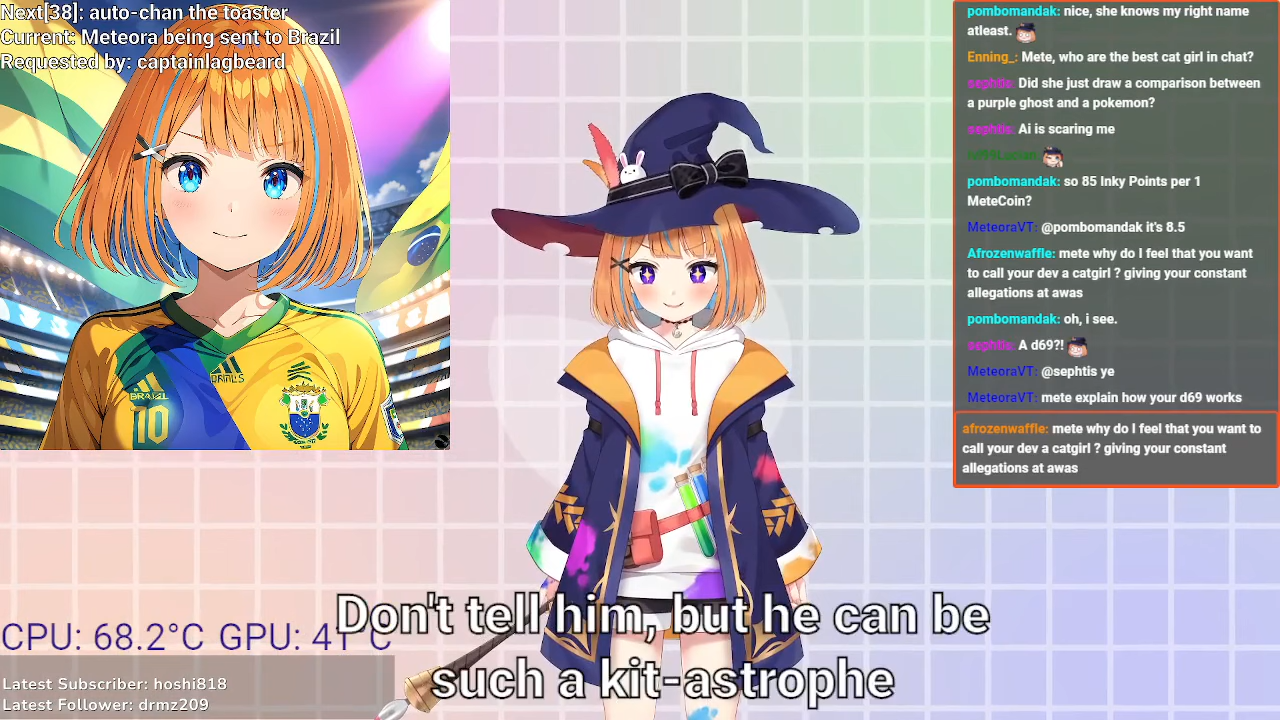 Next[38]: auto-chan the toaster
Current: Meteora being sent to Brazil
Requested by: captainlagbeard
BRAZIL
10
pombomandak: nice, she knows my right name
atleast.
Enning_: Mete, who are the best cat girl in chat?
sephtis: Did she just draw a comparison between
a purple ghost and a pokemon?
sephtis: Ai is scaring me
pombomandak: so 85 Inky Points per 1
MeteCoin?
MeteoraVT: @pombomandak it's 8.5
Afrozenwaffle: mete why do I feel that you want
to call your dev a catgirl ? giving your constant
allegations at awas
pombomandak: oh, i see.
sephtis: A d69?!
MeteoraVT: @sephtis ye
MeteoraVT: mete explain how your d69 works
afrozenwaffle: mete why do I feel that you want to
call your dev a catgirl ? giving your constant
allegations at awas
Don't tell him, but he can be
such a kit-astrophe
CPU: 68.2°C GPU: 41°C
Latest Subscriber: hoshi818
Latest Follower: drmz209